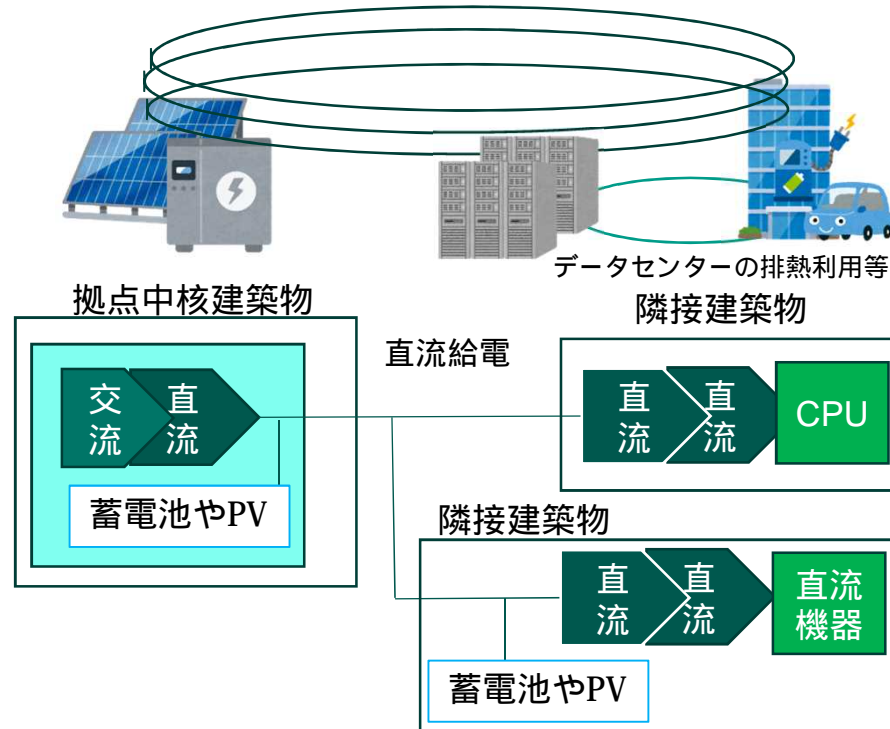 データセンターの排熱利用等
拠点中核建築物
隣接建築物
直流給電
交流
直流
直流
直流
CPU
蓄電池やPV
隣接建築物
直流
直流
直流
機器
蓄電池やPV